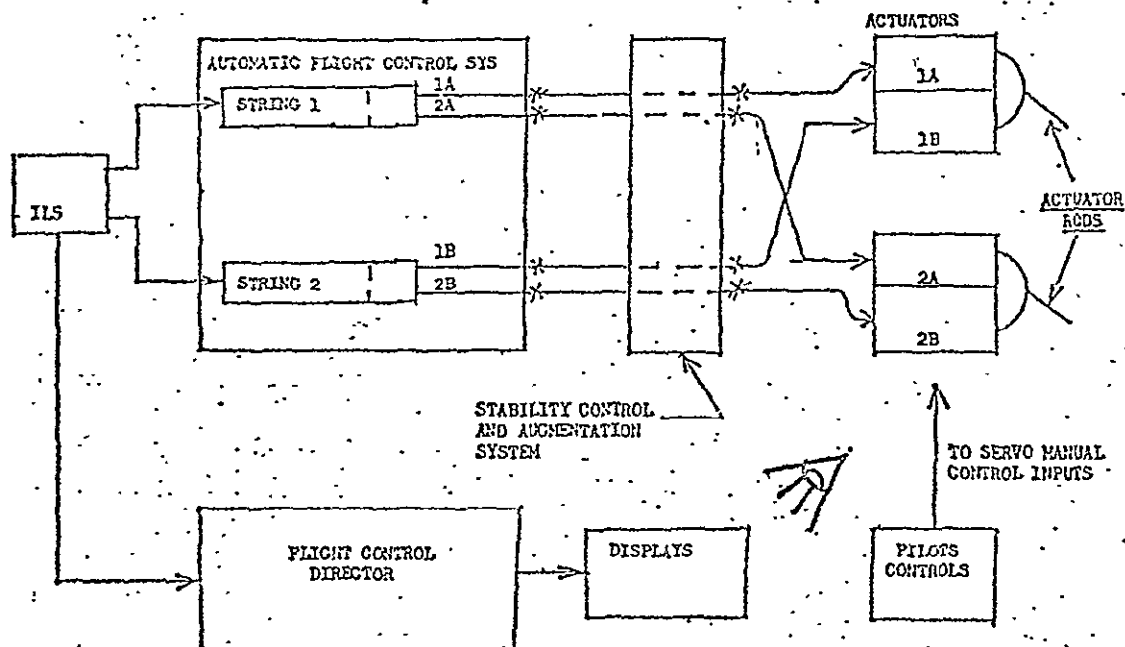 ACTUATORS
AUTOMATIC FLIGHT CONTROL SYS
1A
STRING 1
2A
1A
1B
ILS
ACTUATOR
RODS
1B
STRING 2
2B
2A
2B
STABILITY CONTROL
AND AUGMENTATION
SYSTEM
TO SERVO MANUAL
CONTROL INPUTS
FLIGHT CONTROL
DIRECTOR
DISPLAYS
PILOTS
CONTROLS